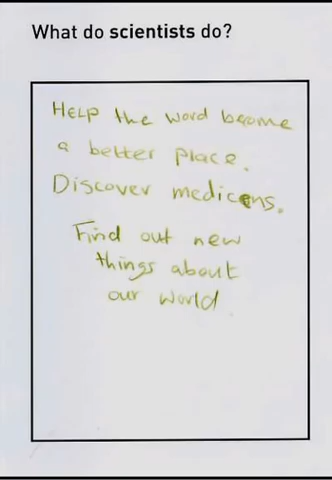 What do scientists do?
HELP the word become
a better place.
Discover medicens.
Find out new
things about
our world